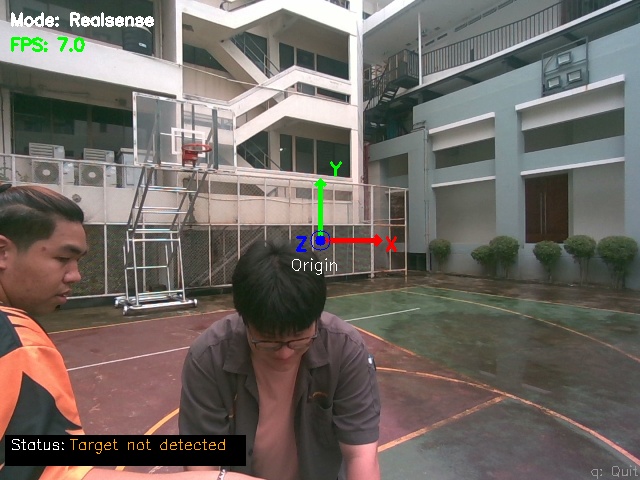 Mode: Realsense
FPS: 7.0
Y
Z X
Origin
Status: Target not detected
q: Quit